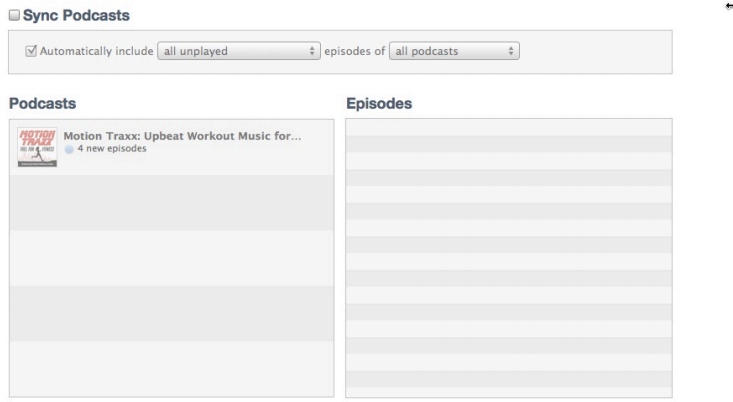 Sync Podcasts
Automatically include all unplayed episodes of all podcasts
Podcasts
Episodes
MOTION
TRAXX
Motion Traxx: Upbeat Workout Music for...
4 new episodes